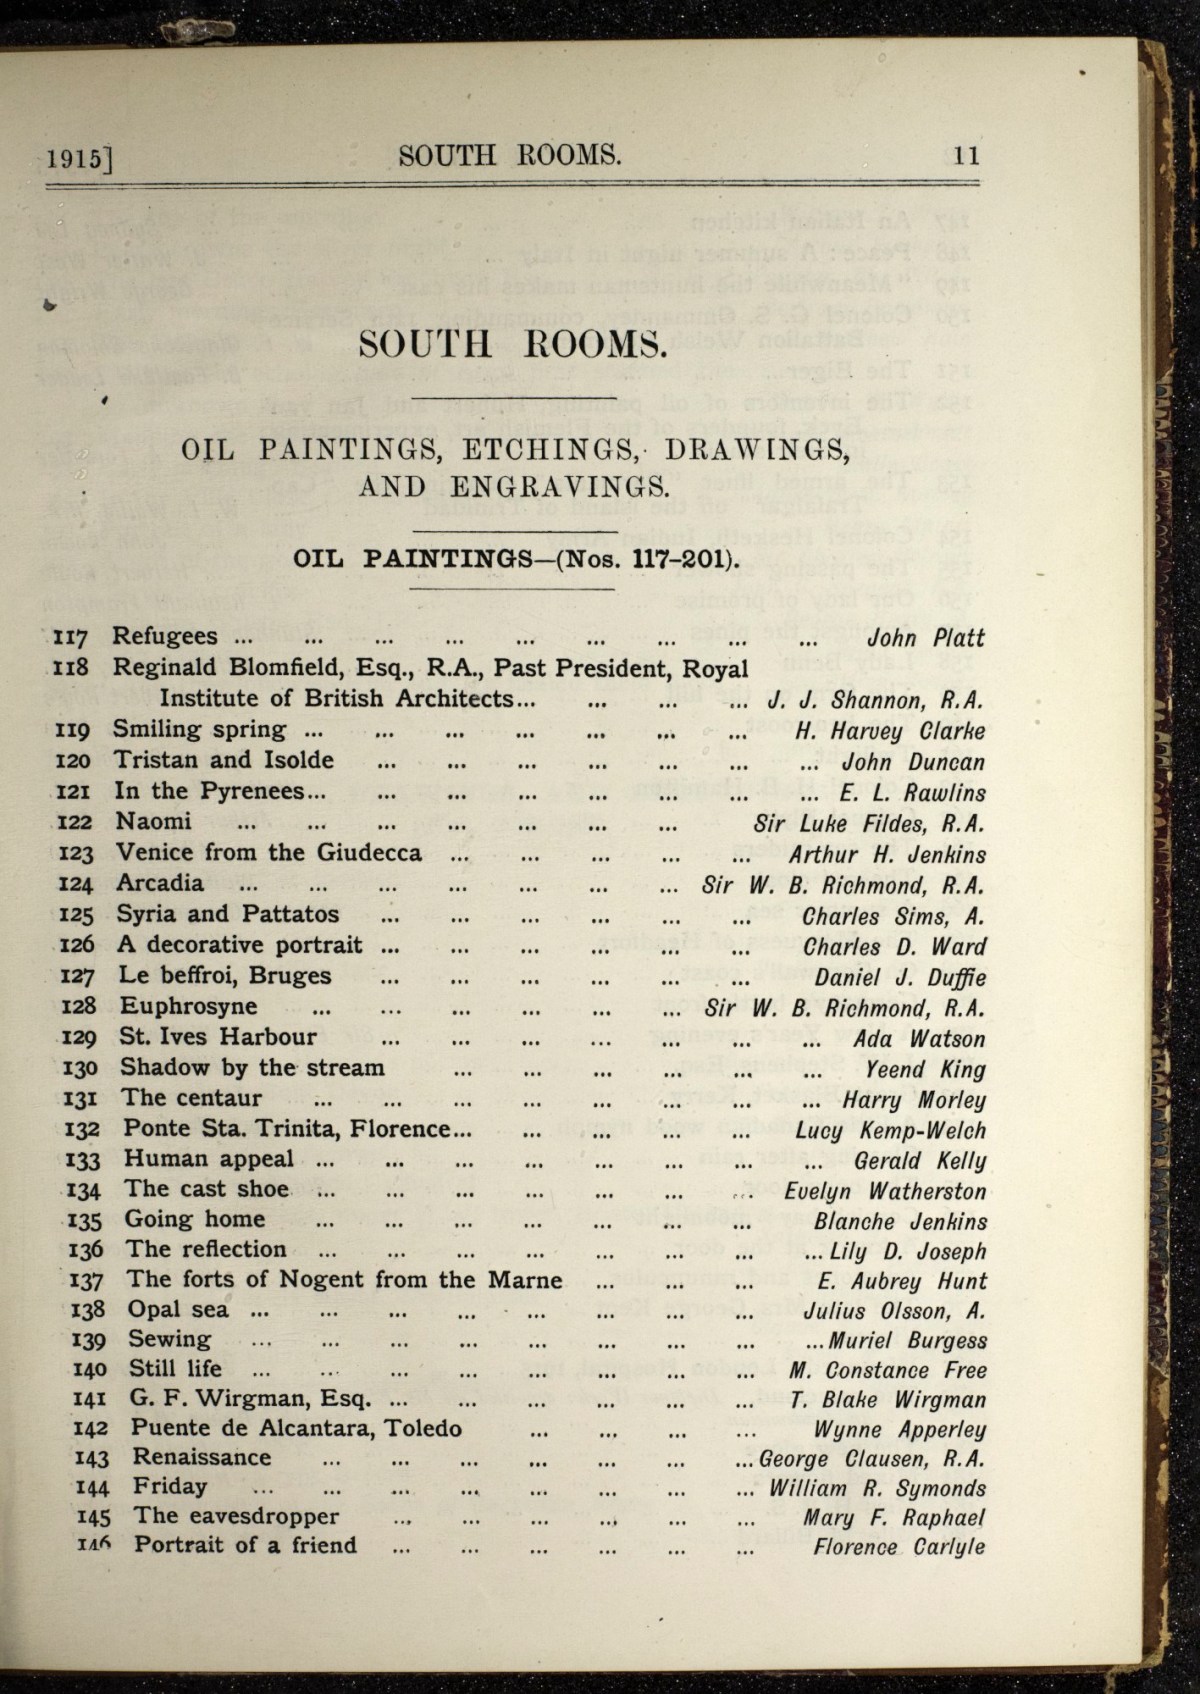 1915] SOUTH ROOMS. 11
SOUTH ROOMS.
OIL PAINTINGS, ETCHINGS, DRAWINGS,
AND ENGRAVINGS.
OIL PAINTINGS—(Nos. 117-201).
117 Refugees ... ... ... ... ... ... ... ... ... John Platt
118 Reginald Blomfield, Esq., R.A., Past President, Royal
Institute of British Architects... ... ... ... J. J. Shannon, R.A.
119 Smiling spring ... ... ... ... ... ... ... H. Harvey Clarke
120 Tristan and Isolde ... ... ... ... ... ... ... John Duncan
121 In the Pyrenees... ... ... ... ... ... ... ... E. L. Rawlins
122 Naomi ... ... ... ... ... ... ... Sir Luke Fildes, R.A.
123 Venice from the Giudecca ... ... ... ... ... Arthur H. Jenkins
124 Arcadia ... ... ... ... ... ... ... Sir W. B. Richmond, R.A.
125 Syria and Pattatos ... ... ... ... ... ... Charles Sims, A.
126 A decorative portrait ... ... ... ... ... ... Charles D. Ward
127 Le beffroi, Bruges ... ... ... ... ... ... Daniel J. Duffie
128 Euphrosyne ... ... ... ... ... ... Sir W. B. Richmond, R.A.
129 St. Ives Harbour ... ... ... ... ... ... ... Ada Watson
130 Shadow by the stream ... ... ... ... ... ... Yeend King
131 The centaur ... ... ... ... ... ... ... ... Harry Morley
132 Ponte Sta. Trinita, Florence... ... ... ... ... Lucy Kemp-Welch
133 Human appeal ... ... ... ... ... ... ... ... Gerald Kelly
134 The cast shoe ... ... ... ... ... ... ... Evelyn Watherston
135 Going home ... ... ... ... ... ... ... Blanche Jenkins
136 The reflection ... ... ... ... ... ... ... ... Lily D. Joseph
137 The forts of Nogent from the Marne ... ... ... E. Aubrey Hunt
138 Opal sea ... ... ... ... ... ... ... ... Julius Olsson, A.
139 Sewing ... ... ... ... ... ... ... ... ... Muriel Burgess
140 Still life ... ... ... ... ... ... ... ... M. Constance Free
141 G. F. Wirgman, Esq. ... ... ... ... ... ... T. Blake Wirgman
142 Puente de Alcantara, Toledo ... ... ... ... Wynne Apperley
143 Renaissance ... ... ... ... ... ... ... George Clausen, R.A.
144 Friday ... ... ... ... ... ... ... ... William R. Symonds
145 The eavesdropper ... ... ... ... ... ... Mary F. Raphael
146 Portrait of a friend ... ... ... ... ... ... Florence Carlyle